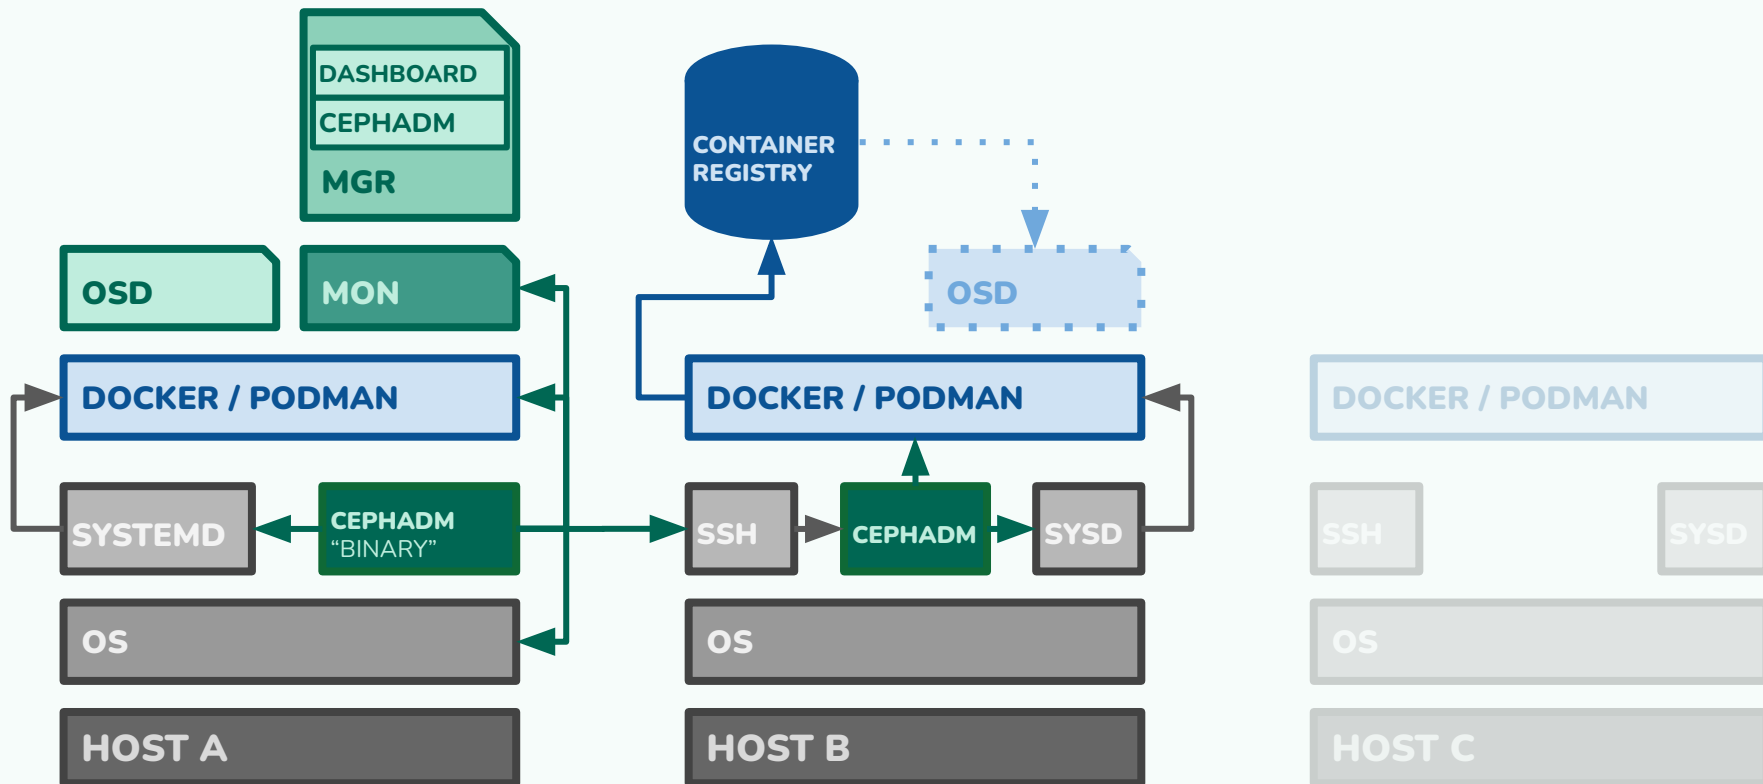 DASHBOARD
CEPHADM
MGR
OSD
MON
DOCKER / PODMAN
SYSTEMD
CEPHADM
“BINARY”
OS
HOST A
CONTAINER
REGISTRY
OSD
DOCKER / PODMAN
SSH
CEPHADM
SYSD
OS
HOST B
DOCKER / PODMAN
SSH
SYSD
OS
HOST C